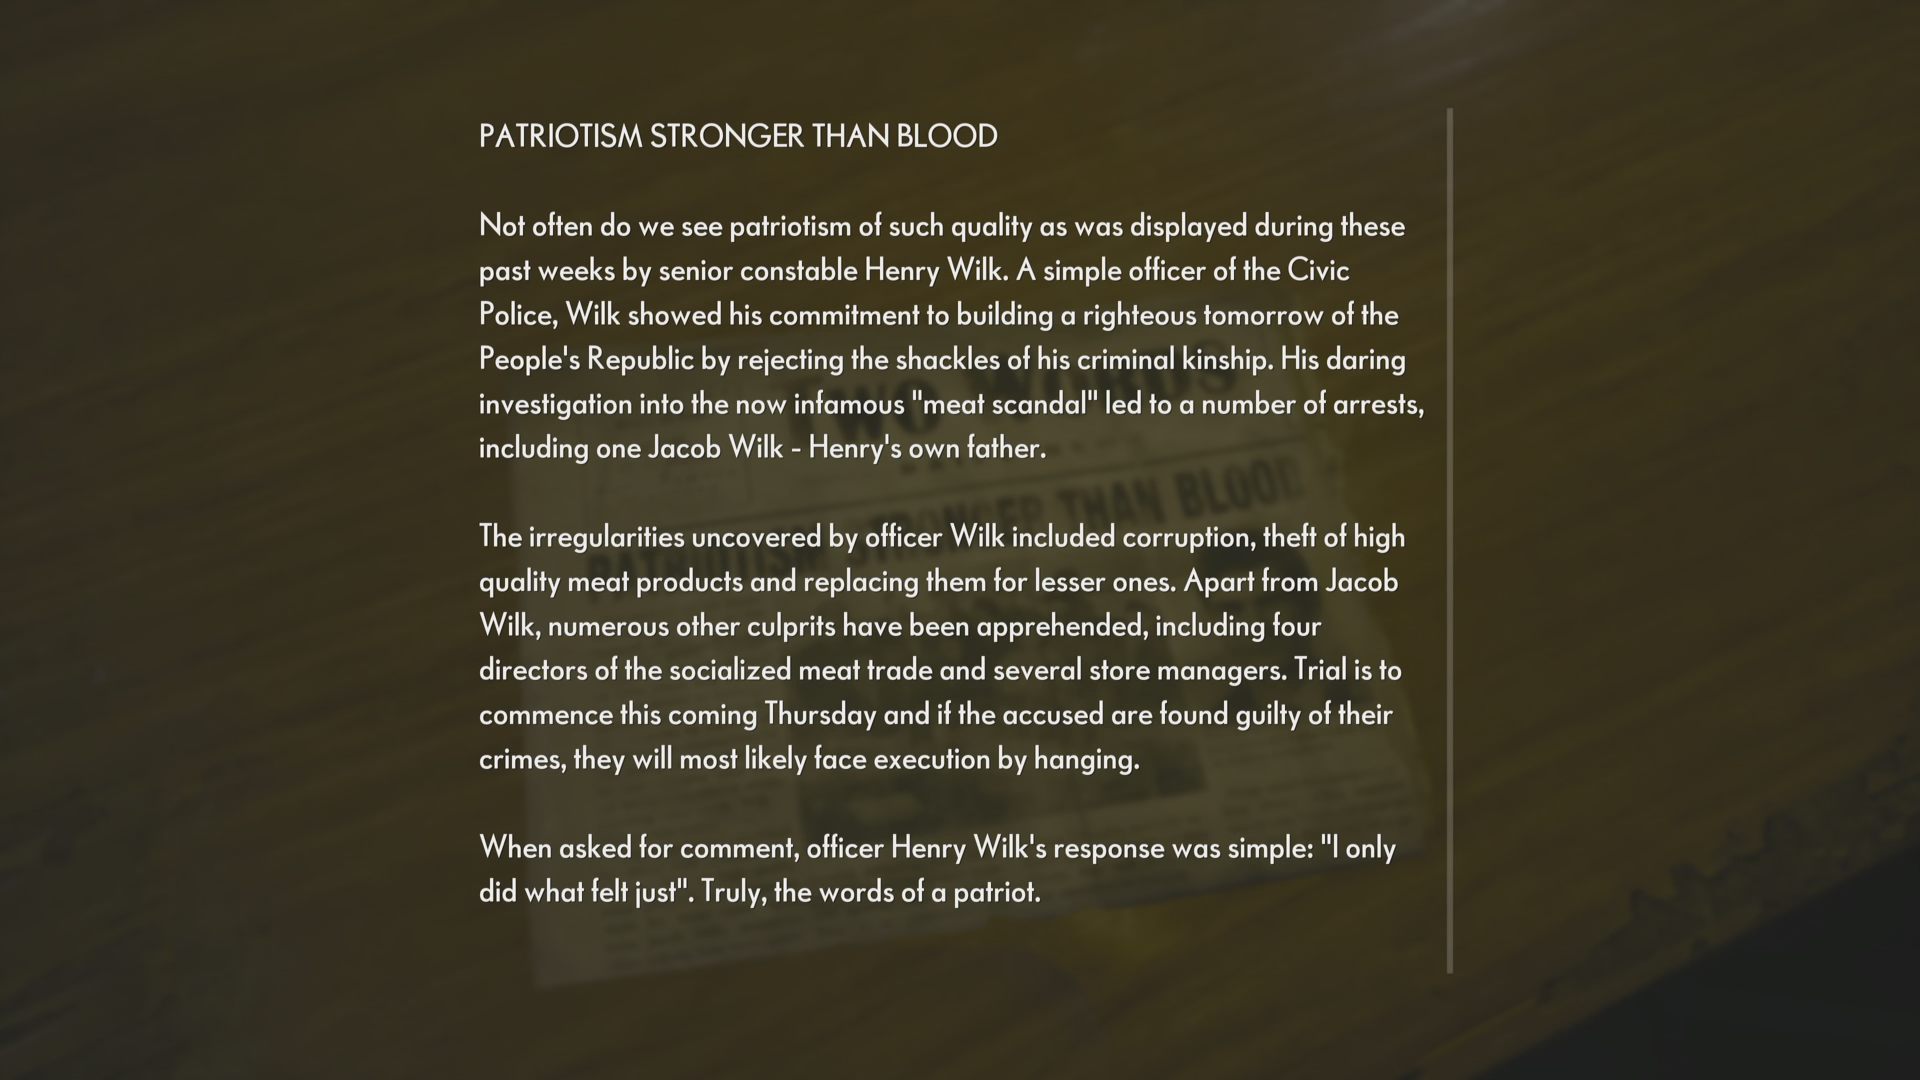 PATRIOTISM STRONGER THAN BLOOD
Not often do we see patriotism of such quality as was displayed during these
past weeks by senior constable Henry Wilk. A simple officer of the Civic
Police, Wilk showed his commitment to building a righteous tomorrow of the
People's Republic by rejecting the shackles of his criminal kinship. His daring
investigation into the now infamous "meat scandal" led to a number of arrests,
including one Jacob Wilk - Henry's own father.
The irregularities uncovered by officer Wilk included corruption, theft of high
quality meat products and replacing them for lesser ones. Apart from Jacob
Wilk, numerous other culprits have been apprehended, including four
directors of the socialized meat trade and several store managers. Trial is to
commence this coming Thursday and if the accused are found guilty of their
crimes, they will most likely face execution by hanging.
When asked for comment, officer Henry Wilk's response was simple: "I only
did what felt just". Truly, the words of a patriot.
TWO WORDS
PATRIOTISM STRONGER THAN BLOOD